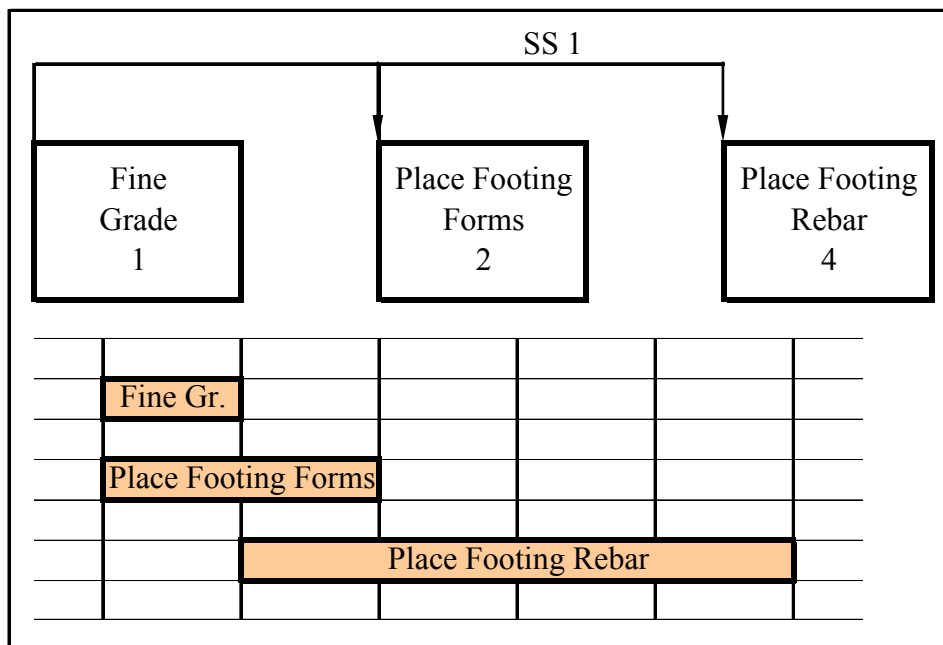 SS 1
Fine
Grade
1
Place Footing
Forms
2
Place Footing
Rebar
4
Fine Gr.
Place Footing Forms
Place Footing Rebar